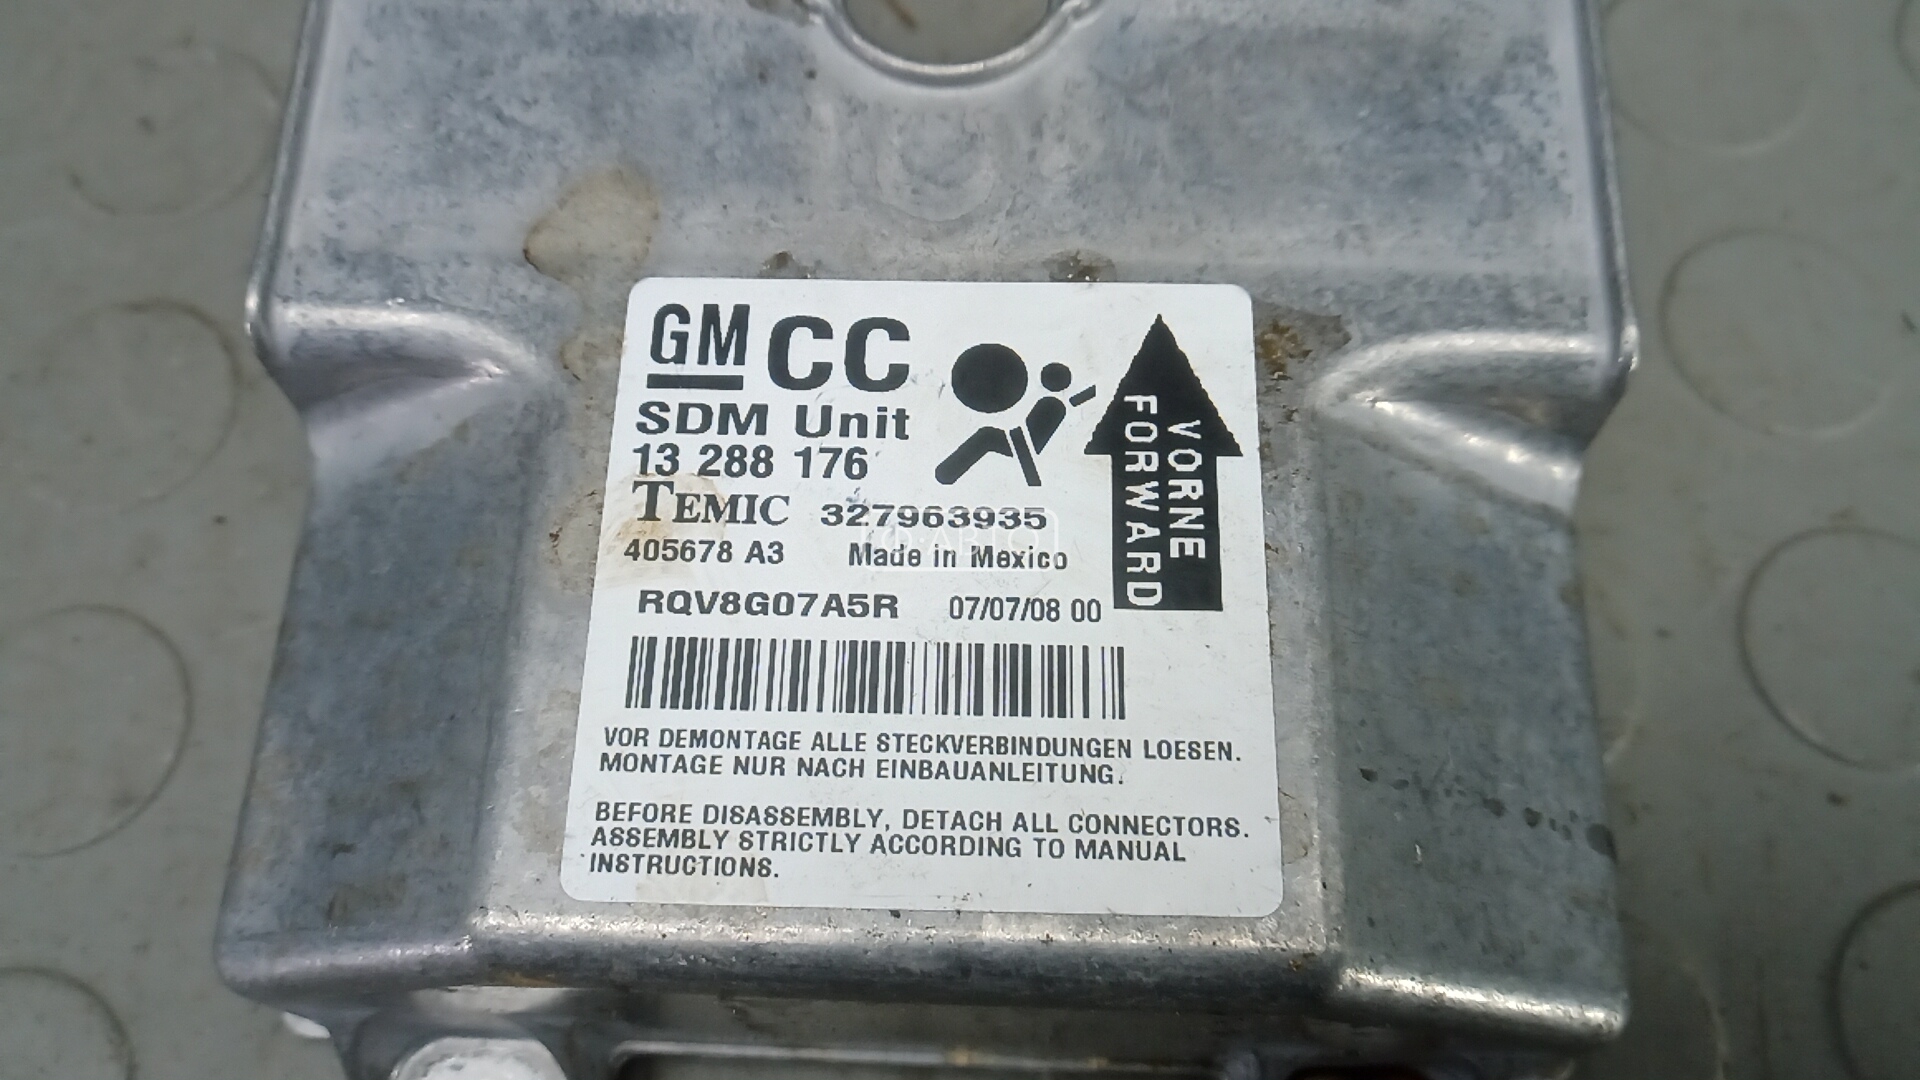 GM CC
SDM Unit
13 288 176
TEMIC 327963935
405678 A3 Made in Mexico
RQV8G07A5R 07/07/08 00
VORNE
FORWARD
VOR DEMONTAGE ALLE STECKVERBINDUNGEN LOESEN.
MONTAGE NUR NACH EINBAUANLEITUNG.
BEFORE DISASSEMBLY, DETACH ALL CONNECTORS.
ASSEMBLY STRICTLY ACCORDING TO MANUAL
INSTRUCTIONS.